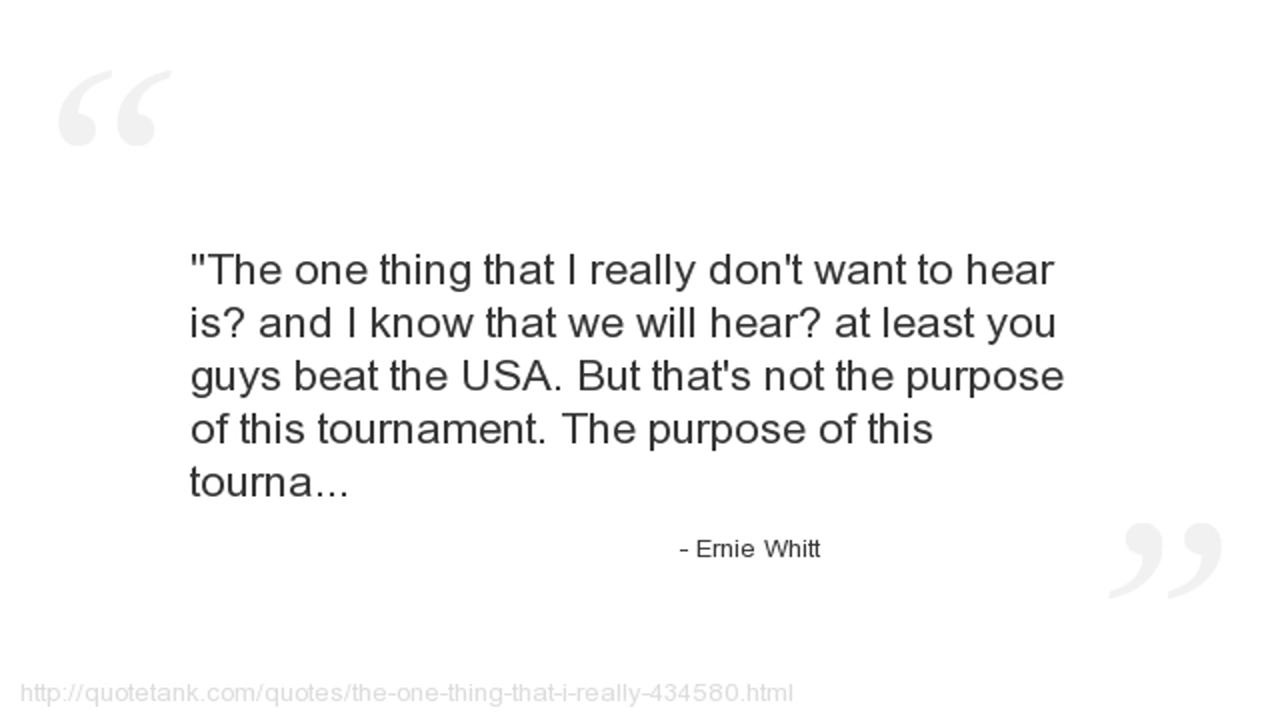 “
"The one thing that I really don't want to hear
is? and I know that we will hear? at least you
guys beat the USA. But that's not the purpose
of this tournament. The purpose of this
tourna...
- Ernie Whitt
”
http://quotetank.com/quotes/the-one-thing-that-i-really-434580.html